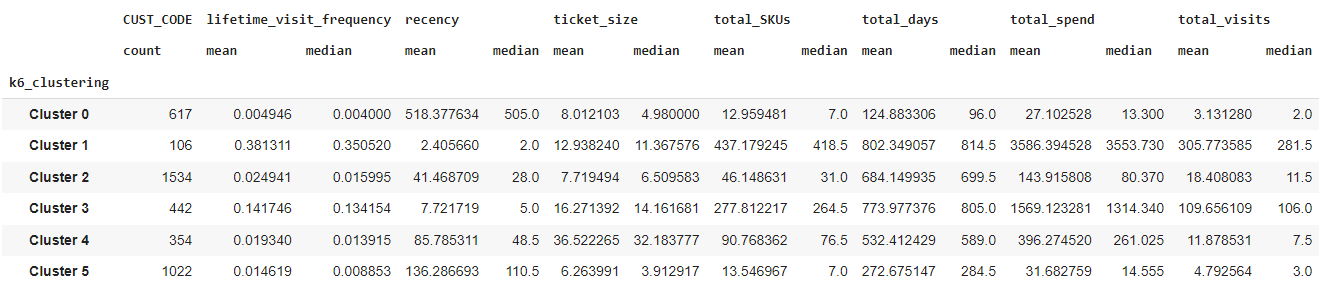 CUST_CODE lifetime_visit_frequency recency ticket_size total_SKUs total_days total_spend total_visits
count mean median mean median mean median mean median mean median mean median mean median
k6_clustering
Cluster 0 617 0.004946 0.004000 518.377634 505.0 8.012103 4.980000 12.959481 7.0 124.883306 96.0 27.102528 13.300 3.131280 2.0
Cluster 1 106 0.381311 0.350520 2.405660 2.0 12.938240 11.367576 437.179245 418.5 802.349057 814.5 3586.394528 3553.730 305.773585 281.5
Cluster 2 1534 0.024941 0.015995 41.468709 28.0 7.719494 6.509583 46.148631 31.0 684.149935 699.5 143.915808 80.370 18.408083 11.5
Cluster 3 442 0.141746 0.134154 7.721719 5.0 16.271392 14.161681 277.812217 264.5 773.977376 805.0 1569.123281 1314.340 109.656109 106.0
Cluster 4 354 0.019340 0.013915 85.785311 48.5 36.522265 32.183777 90.768362 76.5 532.412429 589.0 396.274520 261.025 11.878531 7.5
Cluster 5 1022 0.014619 0.008853 136.286693 110.5 6.263991 3.912917 13.546967 7.0 272.675147 284.5 31.682759 14.555 4.792564 3.0